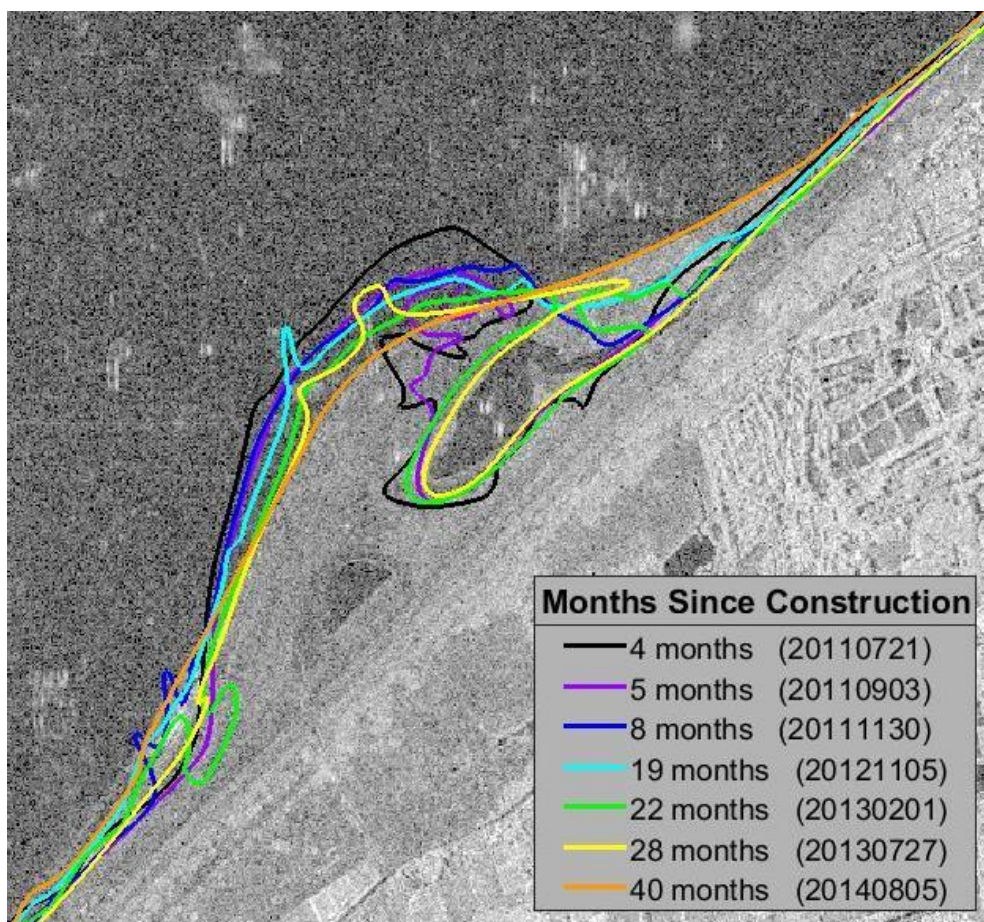 Months Since Construction
4 months (20110721)
5 months (20110903)
8 months (20111130)
19 months (20121105)
22 months (20130201)
28 months (20130727)
40 months (20140805)